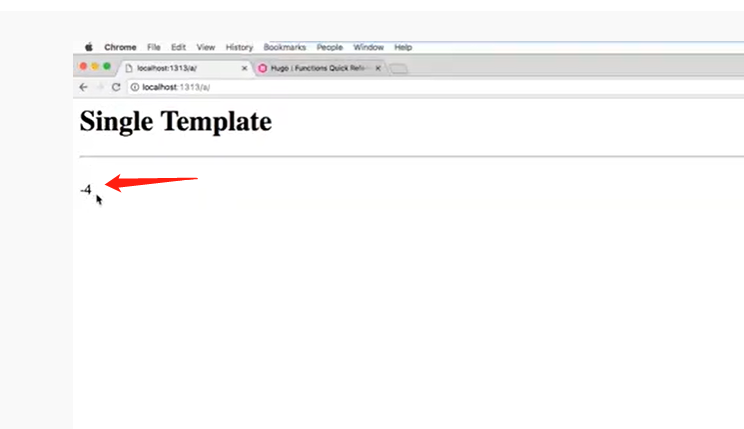 Chrome File Edit View History Bookmarks People Window Help
localhost:1313/a/ × Hugo | Functions Quick Refe ×
localhost:1313/a/
Single Template
-4